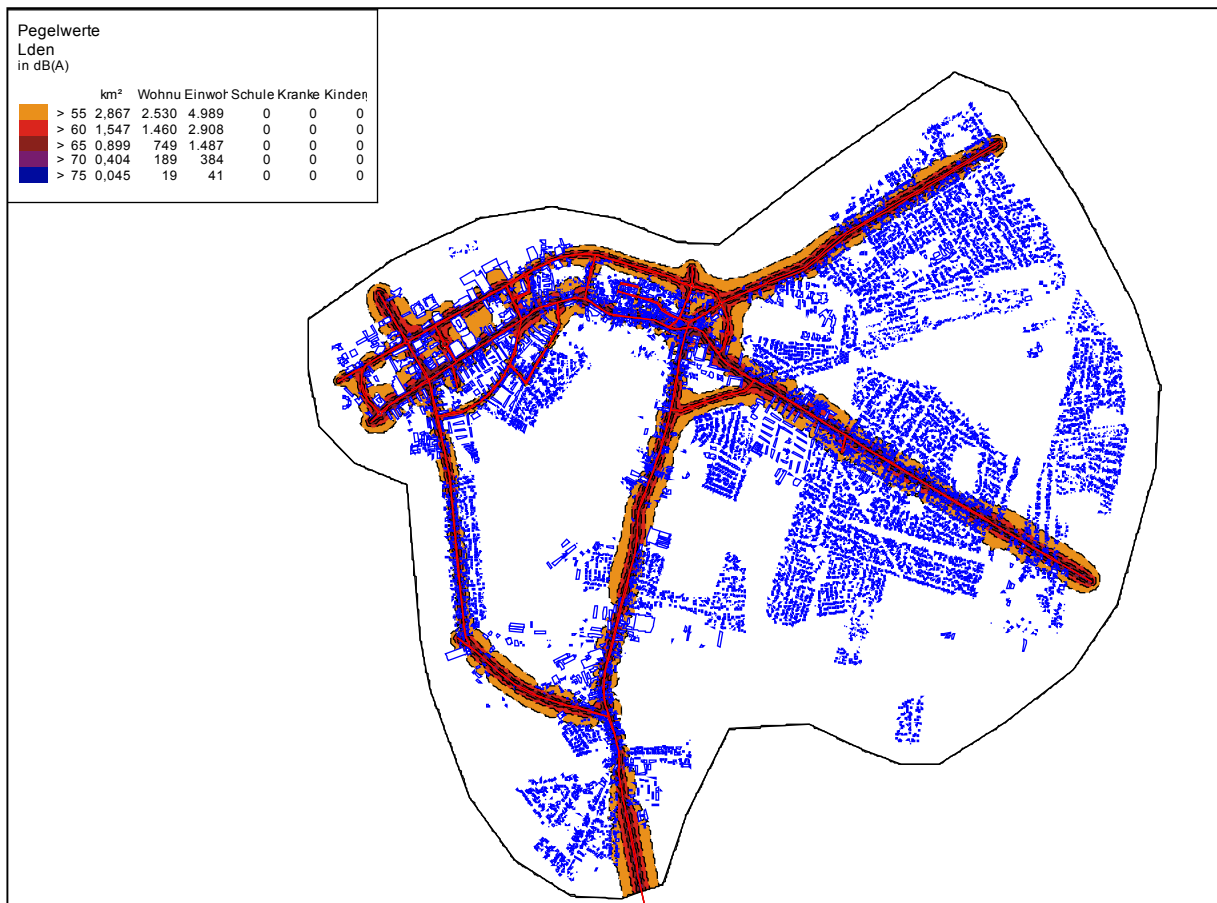 Pegelwerte
Lden
in dB(A)
km² Wohnu Einwoh Schule Kranke Kinderg
> 55 2,867 2.530 4.989 0 0 0
> 60 1,547 1.460 2.908 0 0 0
> 65 0,899 749 1.487 0 0 0
> 70 0,404 189 384 0 0 0
> 75 0,045 19 41 0 0 0